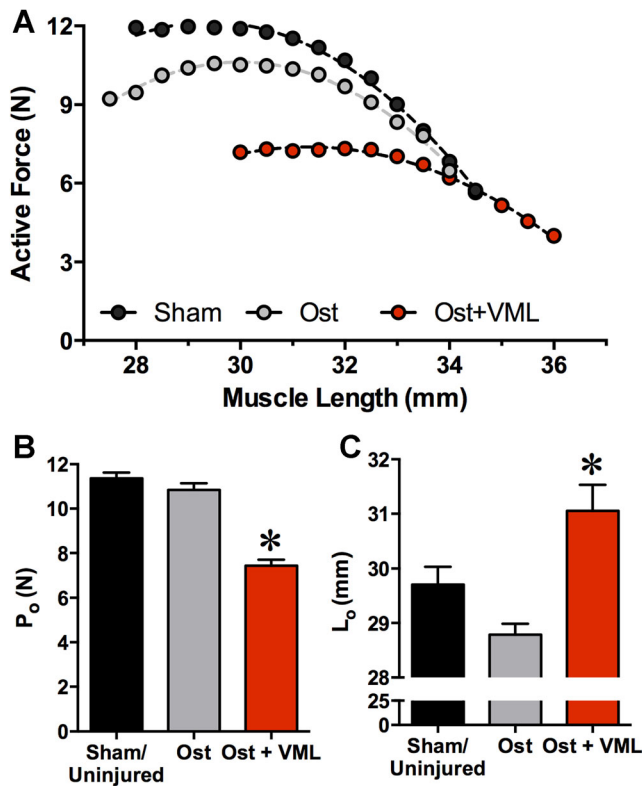 A
Active Force (N)
12
9
6
3
0
Sham
Ost
Ost+VML
28
30
32
34
36
Muscle Length (mm)
B
Po (N)
12
10
8
6
4
2
0
*
Sham/
Uninjured
Ost
Ost + VML
C
Lo (mm)
32
31
30
29
28
25
0
*
Sham/
Uninjured
Ost
Ost + VML